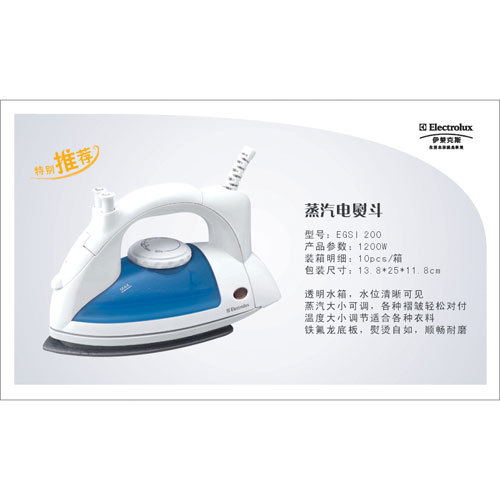 特别推荐
Electrolux
伊莱克斯
蒸汽电熨斗
型号：EGSI 200
产品参数：1200W
装箱明细：10pcs/箱
包装尺寸：13.8*25*11.8cm
透明水箱，水位清晰可见
蒸汽大小可调，各种褶皱轻松对付
温度大小调节适合各种衣料
铁氟龙底板，熨烫自如，顺畅耐磨
MAX
Electrolux